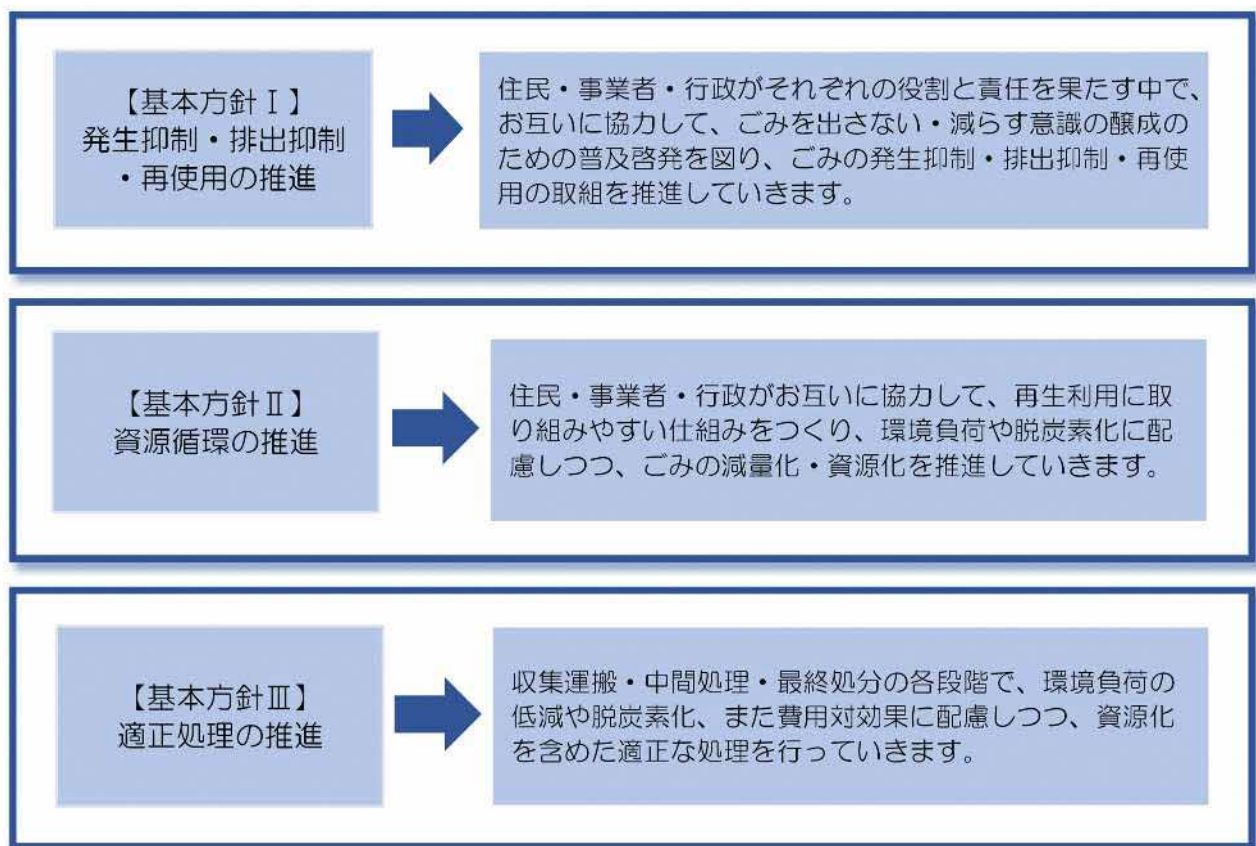 【基本方針Ⅰ】
発生抑制・排出抑制
・再使用の推進
住民・事業者・行政がそれぞれの役割と責任を果たす中で、
お互いに協力して、ごみを出さない・減らす意識の醸成の
ための普及啓発を図り、ごみの発生抑制・排出抑制・再使
用の取組を推進していきます。
【基本方針Ⅱ】
資源循環の推進
住民・事業者・行政がお互いに協力して、再生利用に取
り組みやすい仕組みをつくり、環境負荷や脱炭素化に配
慮しつつ、ごみの減量化・資源化を推進していきます。
【基本方針Ⅲ】
適正処理の推進
収集運搬・中間処理・最終処分の各段階で、環境負荷の
低減や脱炭素化、また費用対効果に配慮しつつ、資源化
を含めた適正な処理を行っていきます。